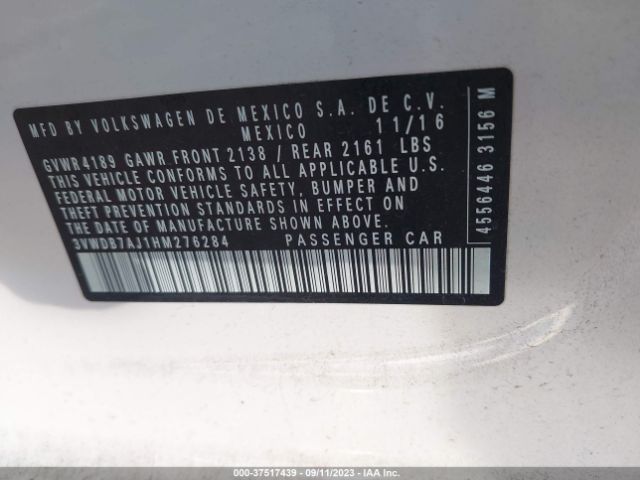 MFD BY VOLKSWAGEN DE MEXICO S.A. DE C.V.
MEXICO 11/16
GVWR4189 GAWR FRONT 2138 / REAR 2161 LBS
THIS VEHICLE CONFORMS TO ALL APPLICABLE U.S.
FEDERAL MOTOR VEHICLE SAFETY, BUMPER AND
THEFT PREVENTION STANDARDS IN EFFECT ON
THE DATE OF MANUFACTURE SHOWN ABOVE.
3VWDB7AJ1HM276284 PASSENGER CAR
4556446 3156 M
000-37517439 - 09/11/2023 - IAA Inc.